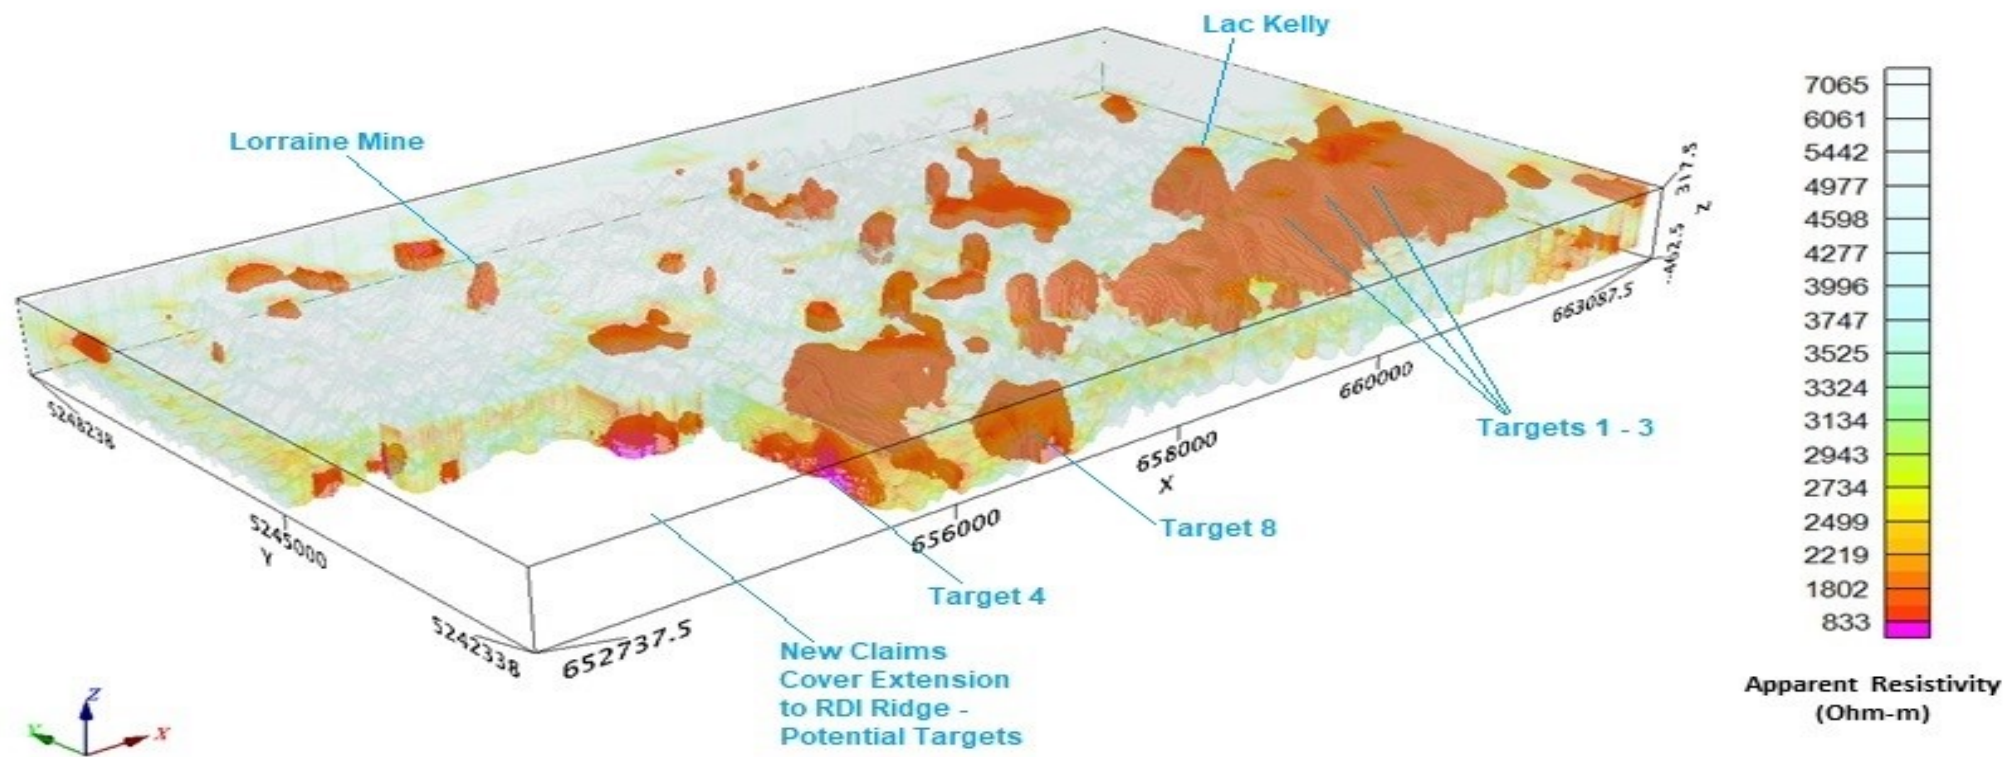 Lac Kelly
Lorraine Mine
7065
6061
5442
4977
4598
4277
3996
3747
3525
3324
3134
2943
2734
2499
2219
1802
833
Apparent Resistivity
(Ohm-m)
317.5
Z
-462.5
663087.5
660000
658000
X
656000
652737.5
5248238
5245000
Y
5242338
Targets 1 - 3
Target 8
Target 4
New Claims
Cover Extension
to RDI Ridge -
Potential Targets
Z
Y
X